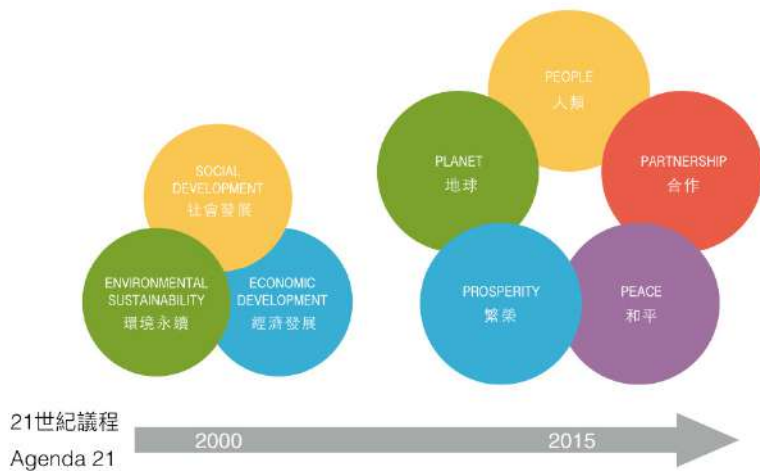 PEOPLE
人類
PLANET
地球
PARTNERSHIP
合作
SOCIAL
DEVELOPMENT
社會發展
ENVIRONMENTAL
SUSTAINABILITY
環境永續
ECONOMIC
DEVELOPMENT
經濟發展
PROSPERITY
繁榮
PEACE
和平
21世紀議程
Agenda 21
2000
2015